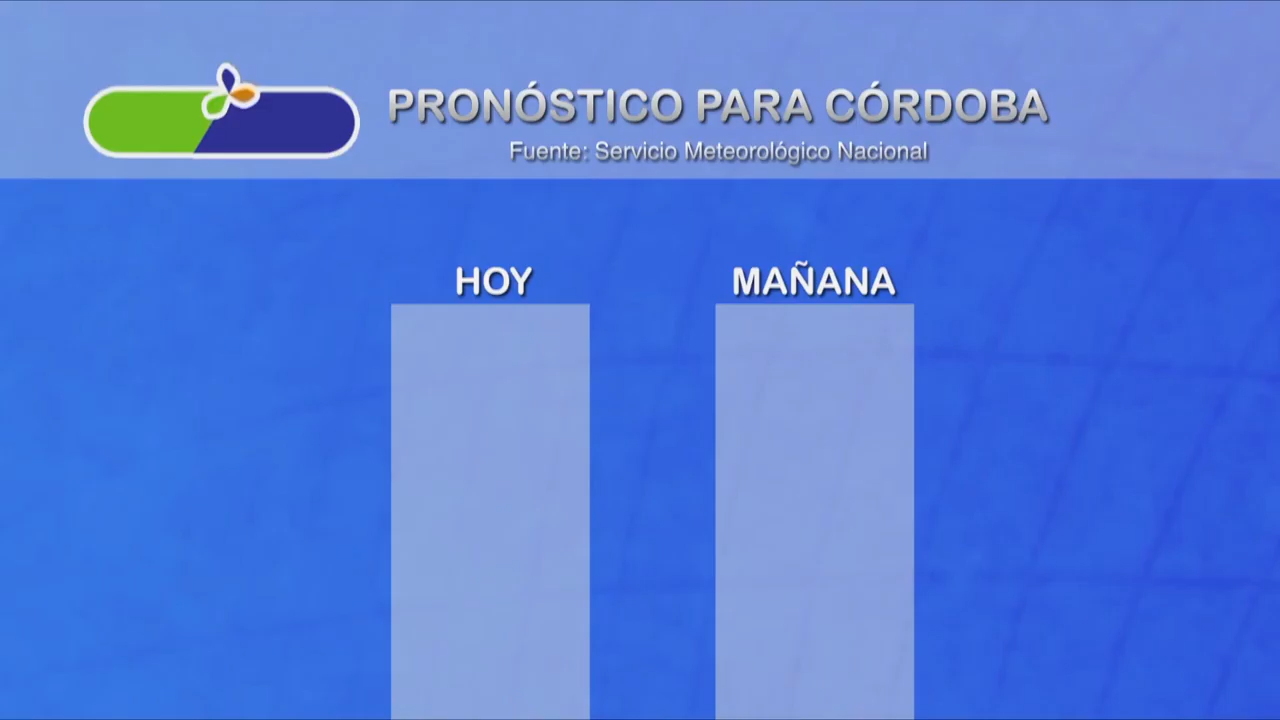 PRONÓSTICO PARA CÓRDOBA
Fuente: Servicio Meteorológico Nacional
HOY MAÑANA